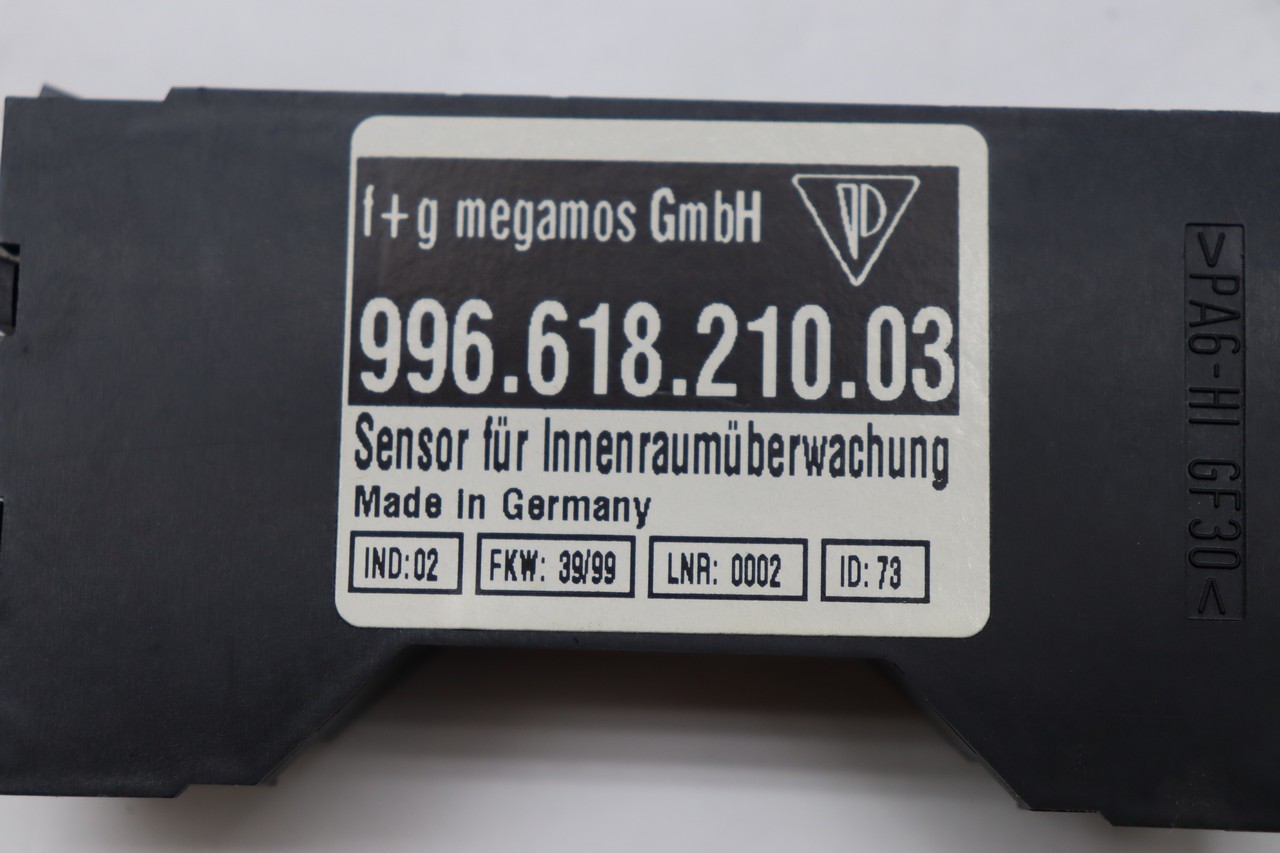 f+g megamos GmbH
996.618.210.03
Sensor für Innenraumüberwachung
Made in Germany
IND:02 FKW: 39/99 LNR: 0002 ID: 73
>PA6-HI GF30<